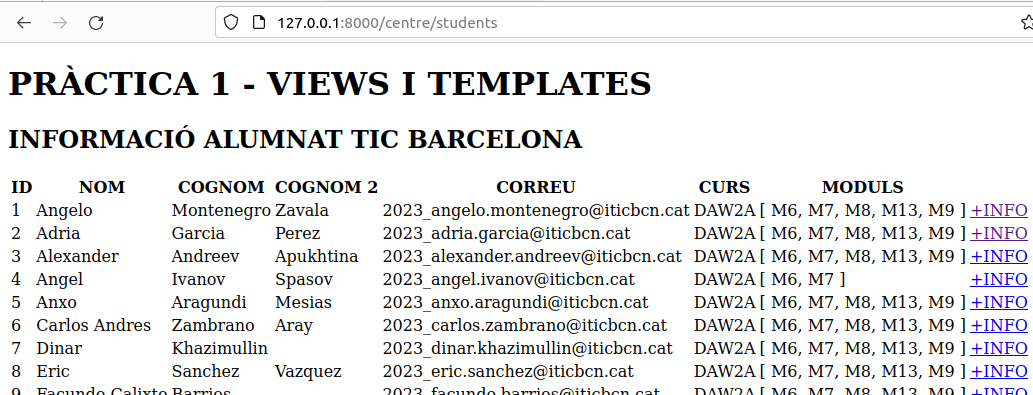 127.0.0.1:8000/centre/students
PRÀCTICA 1 - VIEWS I TEMPLATES
INFORMACIÓ ALUMNAT TIC BARCELONA
ID NOM COGNOM COGNOM 2 CORREU CURS MODULS
1 Angelo Montenegro Zavala 2023_angelo.montenegro@iticbcn.cat DAW2A [ M6, M7, M8, M13, M9 ] +INFO
2 Adria Garcia Perez 2023_adria.garcia@iticbcn.cat DAW2A [ M6, M7, M8, M13, M9 ] +INFO
3 Alexander Andreev Apukhtina 2023_alexander.andreev@iticbcn.cat DAW2A [ M6, M7, M8, M13, M9 ] +INFO
4 Angel Ivanov Spasov 2023_angel.ivanov@iticbcn.cat DAW2A [ M6, M7 ] +INFO
5 Anxo Aragundi Mesias 2023_anxo.aragundi@iticbcn.cat DAW2A [ M6, M7, M8, M13, M9 ] +INFO
6 Carlos Andres Zambrano Aray 2023_carlos.zambrano@iticbcn.cat DAW2A [ M6, M7, M8, M13, M9 ] +INFO
7 Dinar Khazimullin 2023_dinar.khazimullin@iticbcn.cat DAW2A [ M6, M7, M8, M13, M9 ] +INFO
8 Eric Sanchez Vazquez 2023_eric.sanchez@iticbcn.cat DAW2A [ M6, M7, M8, M13, M9 ] +INFO
9 Facundo Calixto Barrios 2023_facundo.barrios@iticbcn.cat DAW2A [ M6, M7, M8, M13, M9 ] +INFO